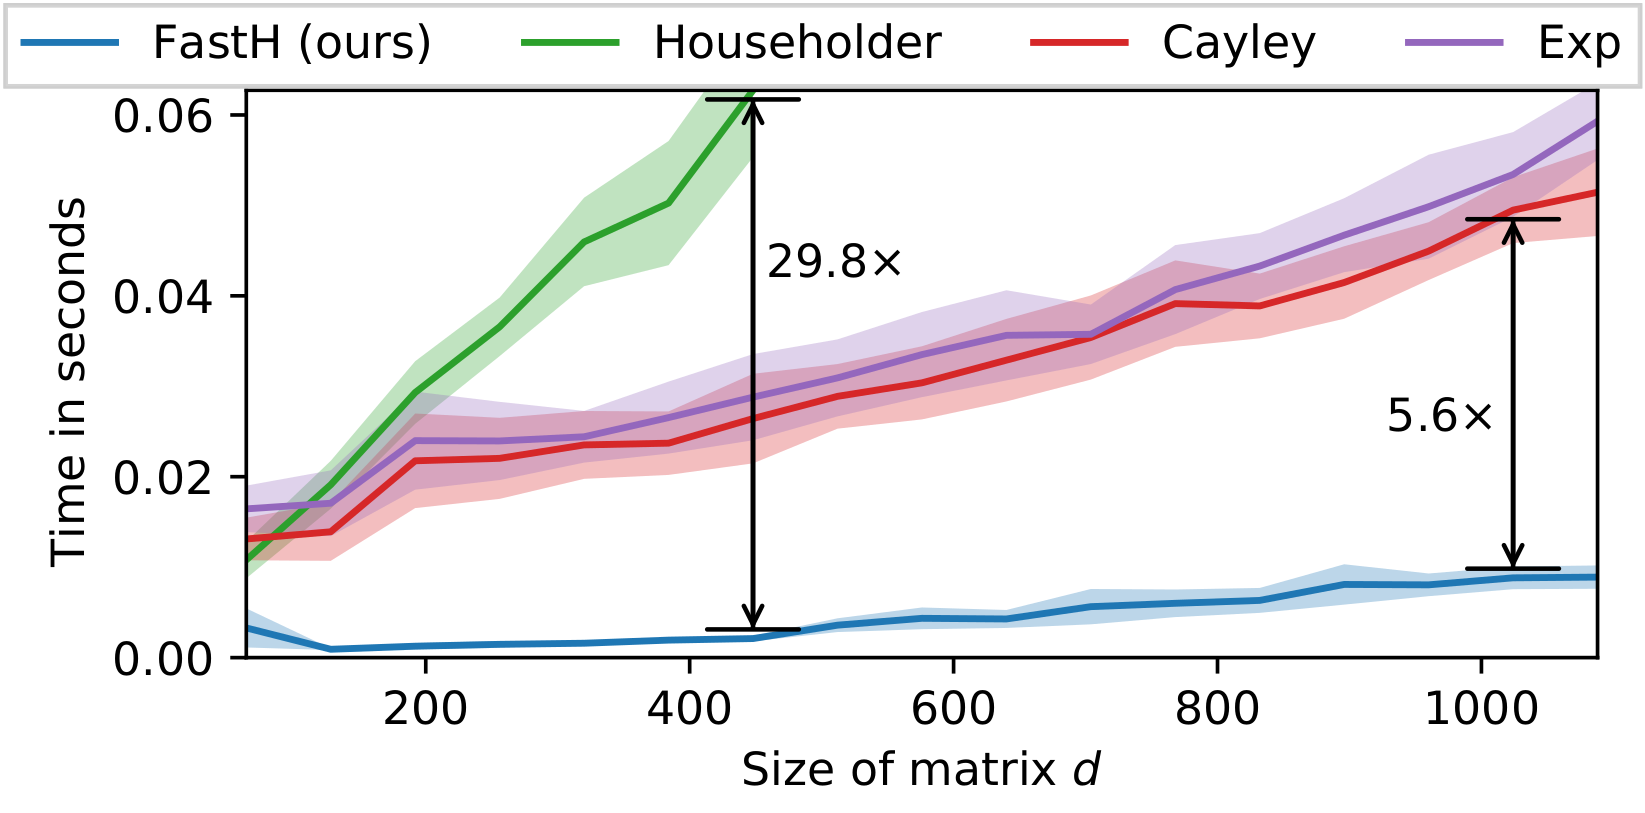 FastH (ours) Householder Cayley Exp
0.06
0.04
0.02
0.00
Time in seconds
29.8×
5.6×
200 400 600 800 1000
Size of matrix d